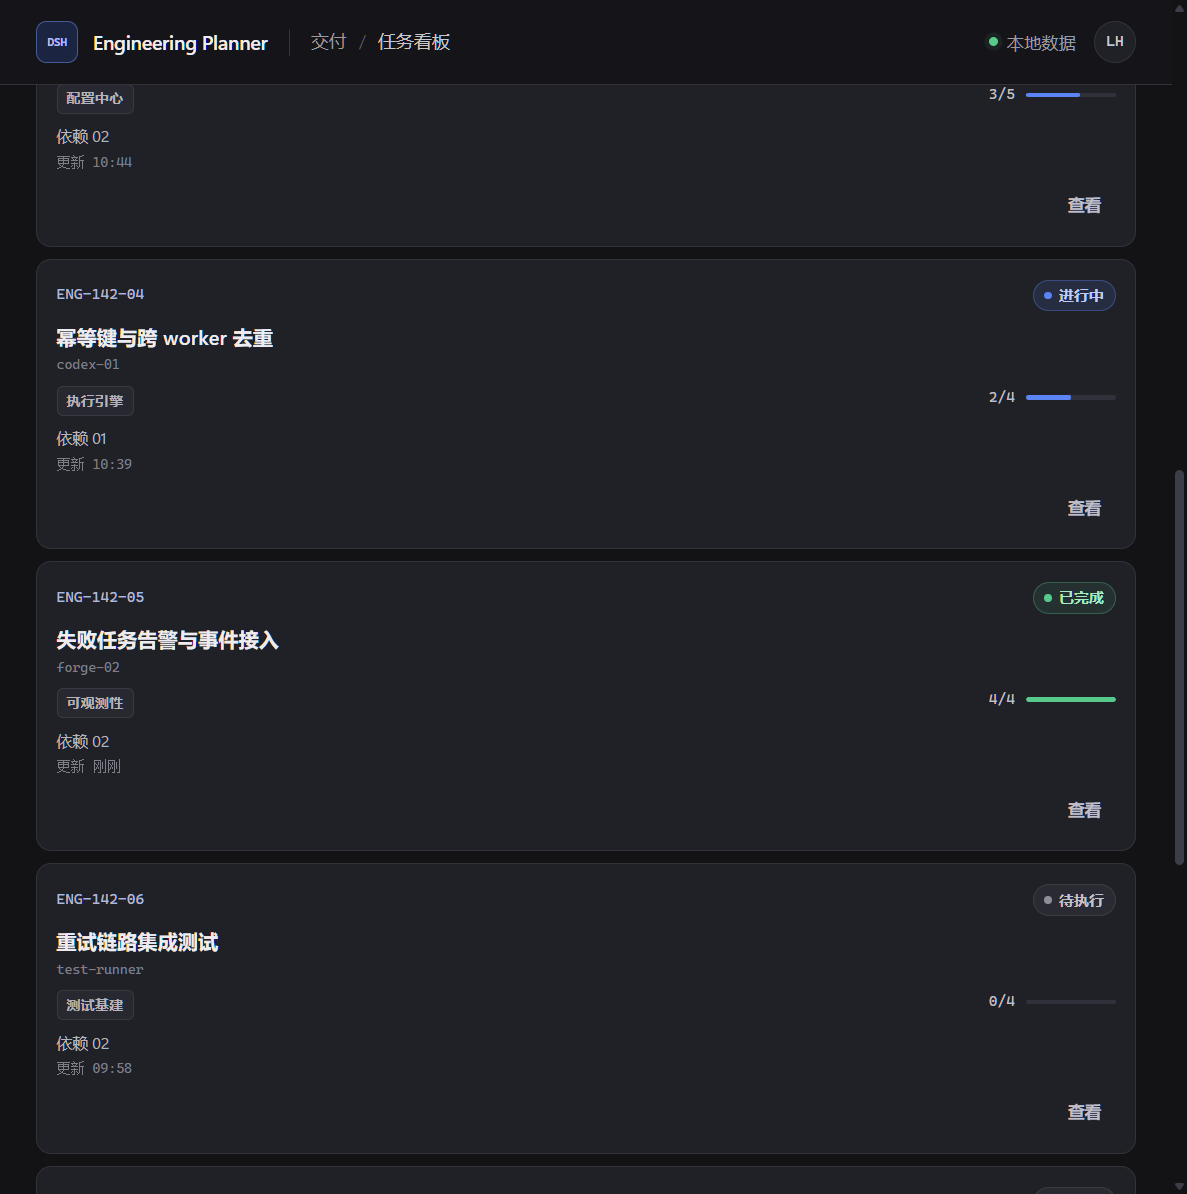 DSH
Engineering Planner
交付 / 任务看板
本地数据
LH
配置中心
3/5
依赖 02
更新 10:44
查看
ENG-142-04
进行中
幂等键与跨 worker 去重
codex-01
执行引擎
2/4
依赖 01
更新 10:39
查看
ENG-142-05
已完成
失败任务告警与事件接入
forge-02
可观测性
4/4
依赖 02
更新 刚刚
查看
ENG-142-06
待执行
重试链路集成测试
test-runner
测试基建
0/4
依赖 02
更新 09:58
查看